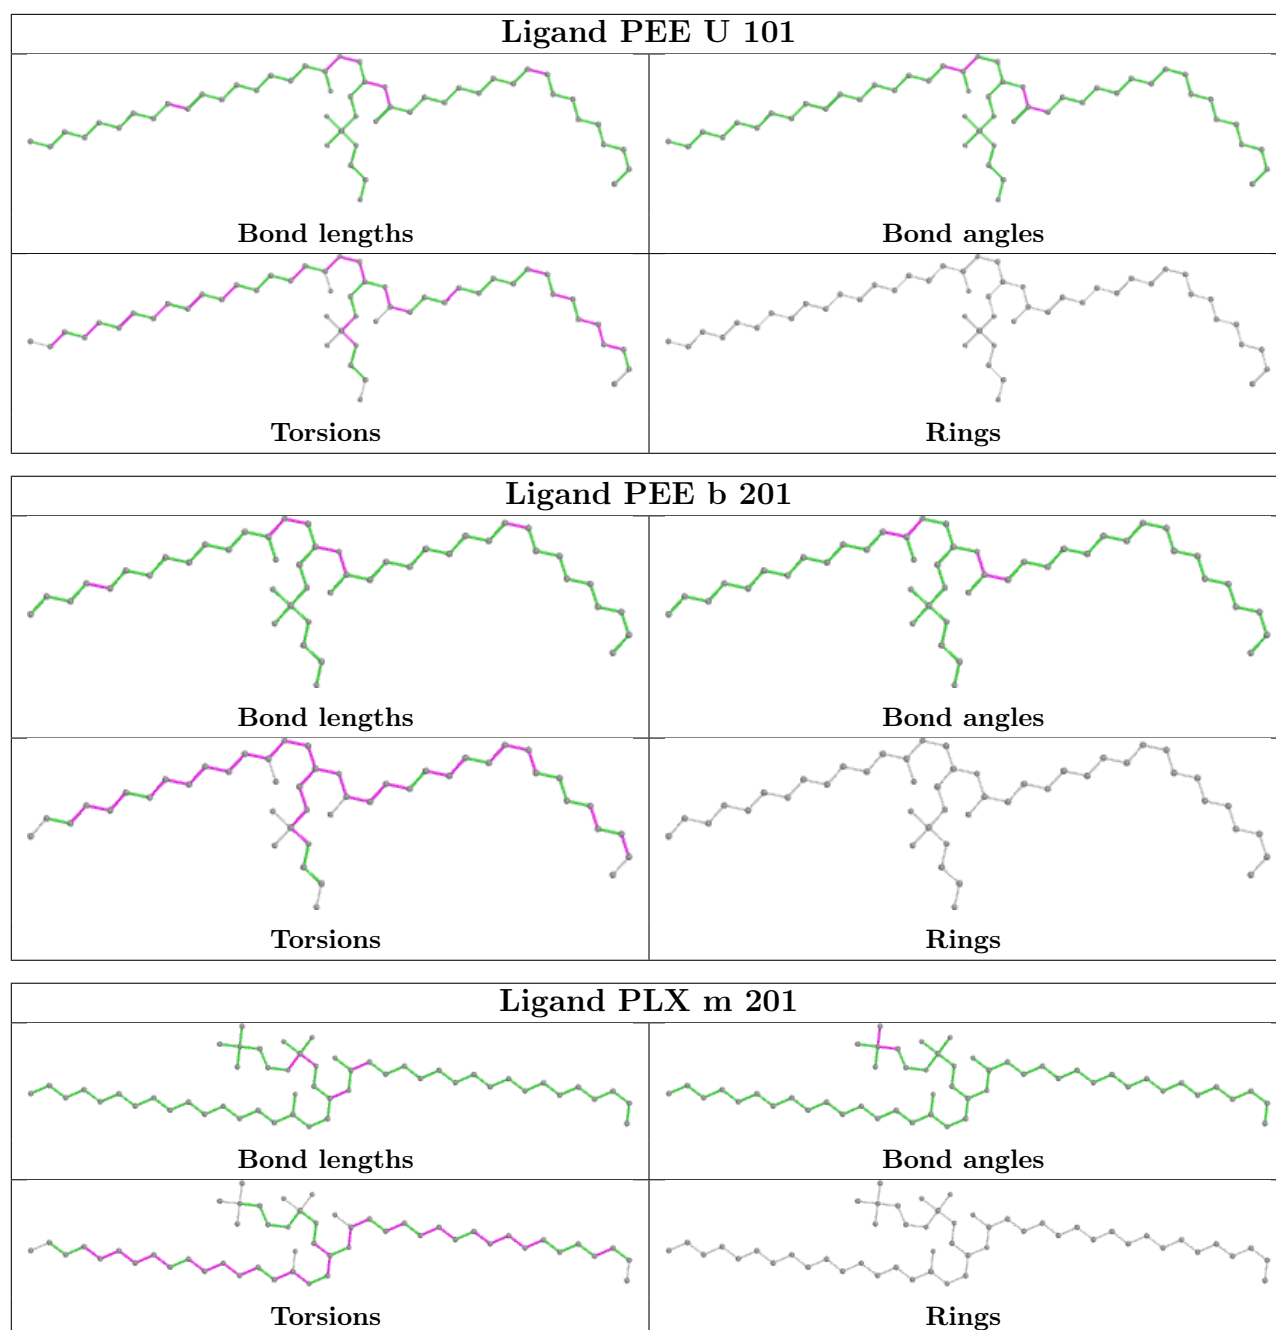 Ligand PEE U 101
Bond lengths
Bond angles
Torsions
Rings
Ligand PEE b 201
Bond lengths
Bond angles
Torsions
Rings
Ligand PLX m 201
Bond lengths
Bond angles
Torsions
Rings